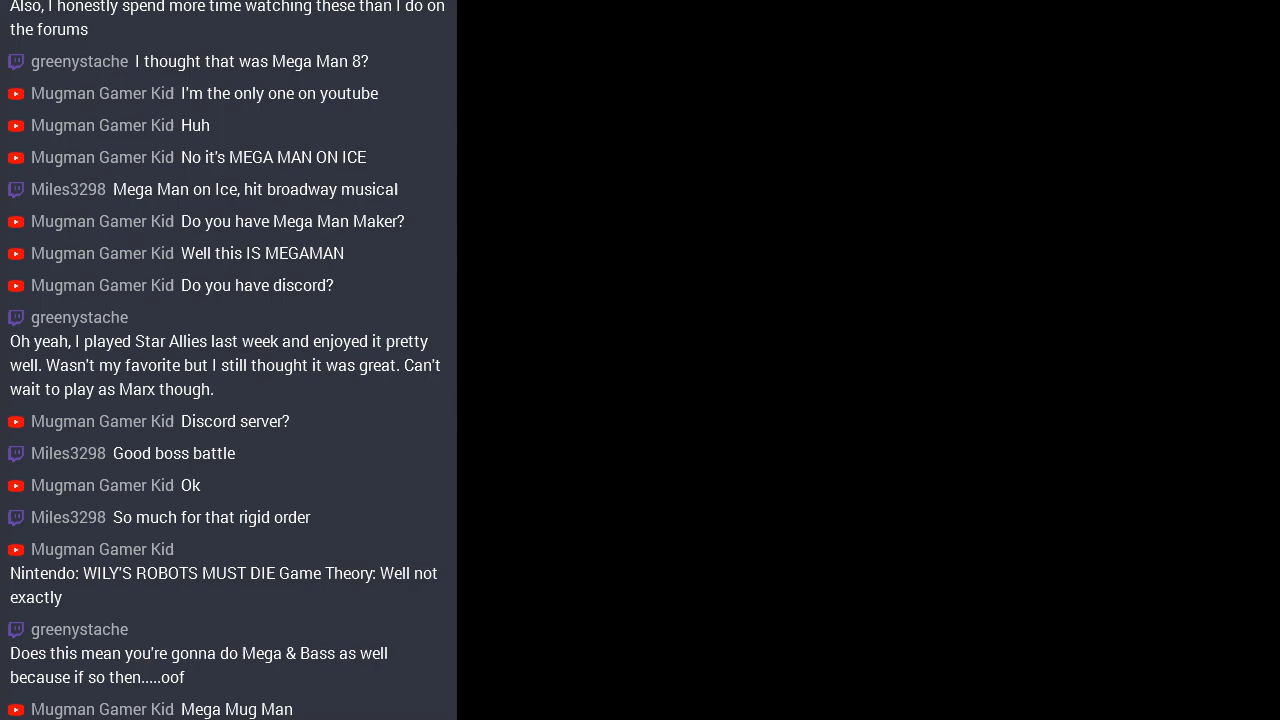 Also, I honestly spend more time watching these than I do on
the forums
greenystache I thought that was Mega Man 8?
Mugman Gamer Kid I'm the only one on youtube
Mugman Gamer Kid Huh
Mugman Gamer Kid No it's MEGA MAN ON ICE
Miles3298 Mega Man on Ice, hit broadway musical
Mugman Gamer Kid Do you have Mega Man Maker?
Mugman Gamer Kid Well this IS MEGAMAN
Mugman Gamer Kid Do you have discord?
greenystache
Oh yeah, I played Star Allies last week and enjoyed it pretty
well. Wasn't my favorite but I still thought it was great. Can't
wait to play as Marx though.
Mugman Gamer Kid Discord server?
Miles3298 Good boss battle
Mugman Gamer Kid Ok
Miles3298 So much for that rigid order
Mugman Gamer Kid
Nintendo: WILY'S ROBOTS MUST DIE Game Theory: Well not
exactly
greenystache
Does this mean you're gonna do Mega & Bass as well
because if so then.....oof
Mugman Gamer Kid Mega Mug Man